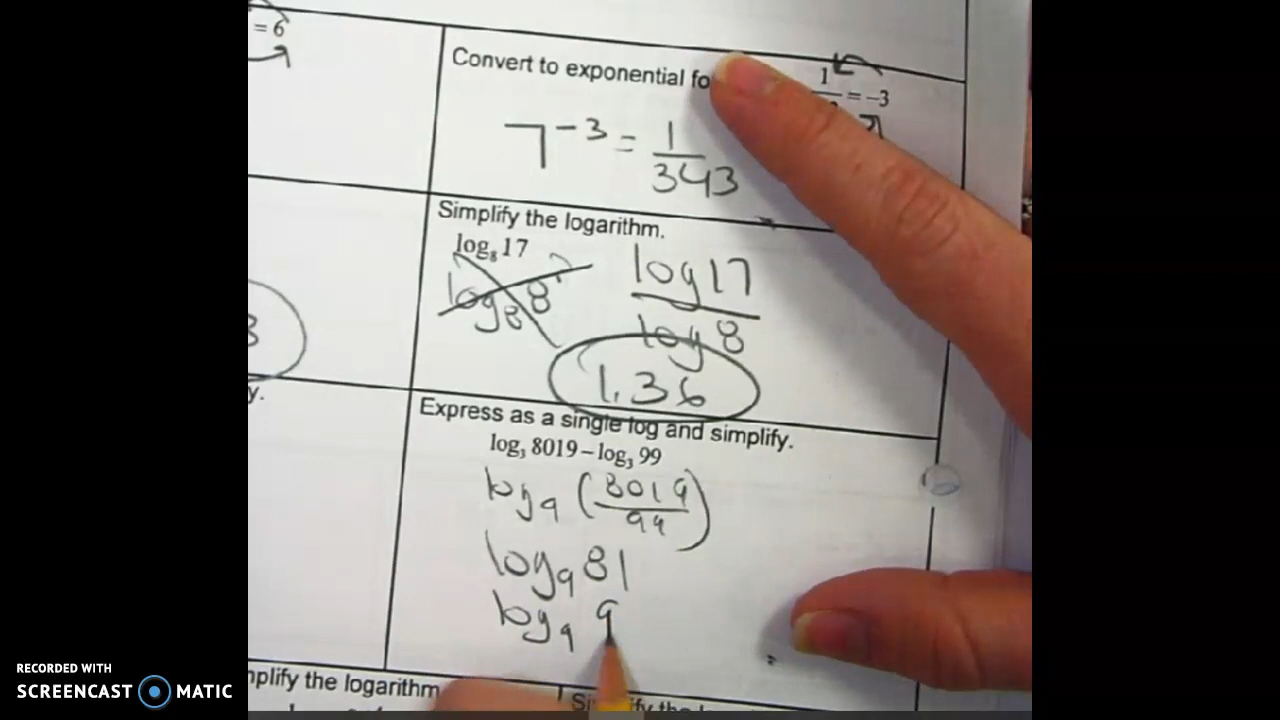 = 6
Convert to exponential fo
1
= -3
7^-3 = 1/343
Simplify the logarithm.
log₈ 17
log₈ 8
log 17
log 8
1.36
Express as a single log and simplify.
log₃ 8019 – log₃ 99
log₉ (8019/99)
log₉ 81
log₉ 9
y.
nplify the logarithm
RECORDED WITH
SCREENCAST MATIC